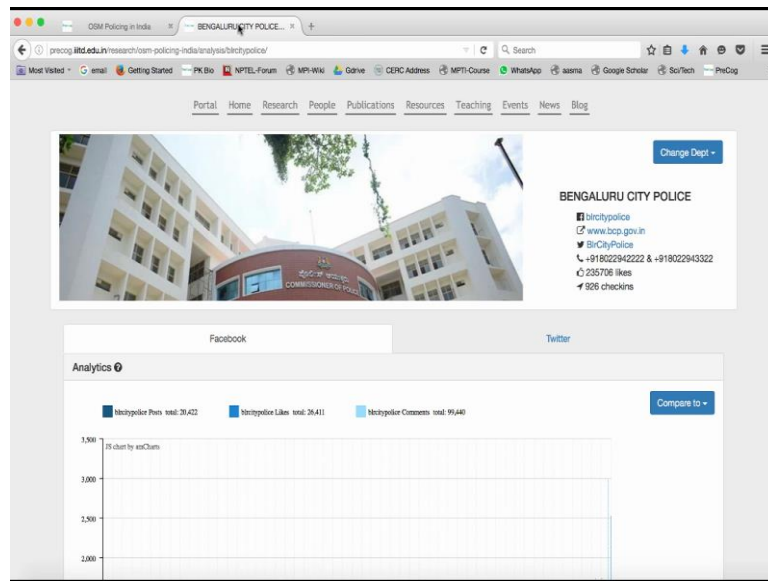 OSM Policing in India
BENGALURU CITY POLICE...
precog.iiitd.edu.in/research/osm-policing-india/analysis/blrcitypolice/
Search
Most Visited
email
Getting Started
PK Bio
NPTEL-Forum
MPI-Wiki
Gdrive
CERC Address
MPTI-Course
WhatsApp
aasma
Google Scholar
Sci/Tech
PreCog
Portal Home Research People Publications Resources Teaching Events News Blog
Change Dept
COMMISSIONER OF POLICE
BENGALURU CITY POLICE
blrcitypolice
www.bcp.gov.in
BlrCityPolice
+918022942222 & +918022943322
235706 likes
926 checkins
Facebook
Twitter
Analytics
blrcitypolice Posts total: 20,422
blrcitypolice Likes total: 26,411
blrcitypolice Comments total: 99,440
Compare to
3,500
JS chart by amCharts
3,000
2,500
2,000